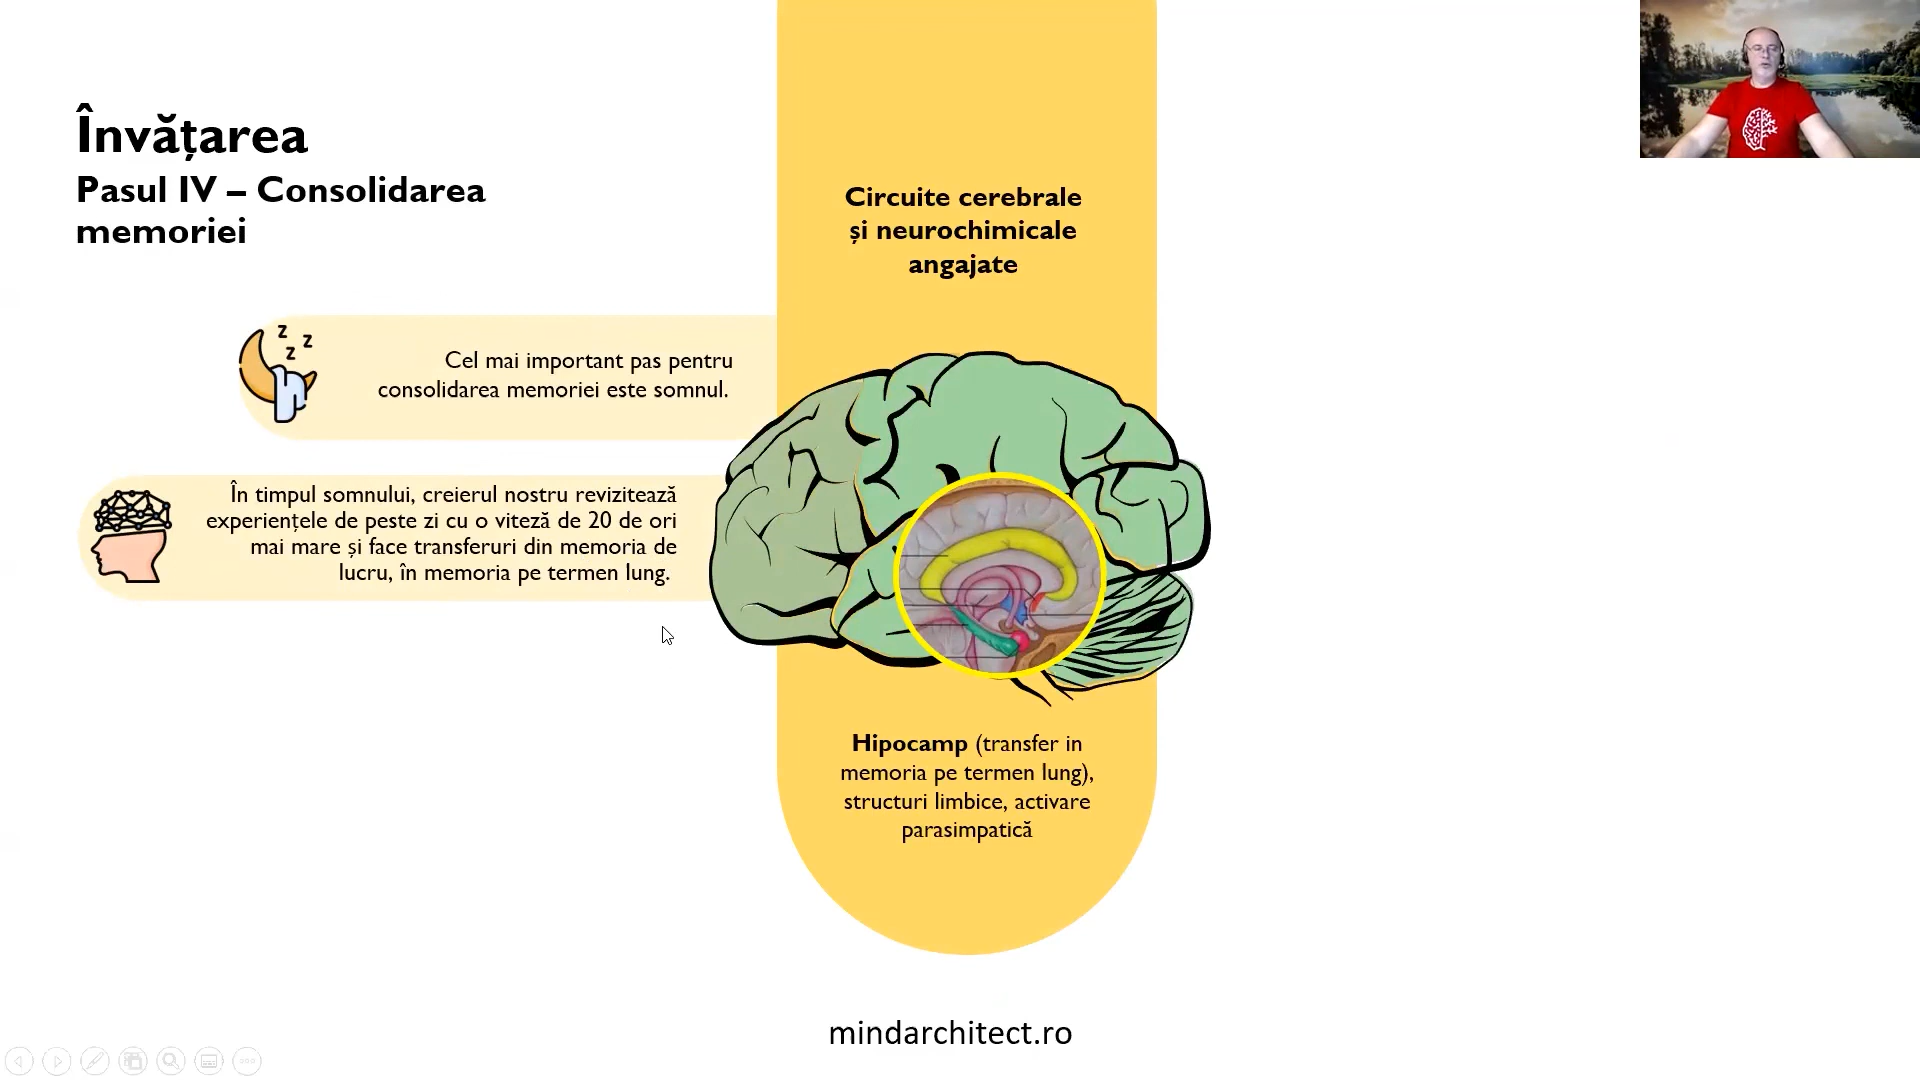 Învățarea
Pasul IV – Consolidarea
memoriei
Circuite cerebrale
și neurochimicale
angajate
z
z
z
Cel mai important pas pentru
consolidarea memoriei este somnul.
În timpul somnului, creierul nostru revizitează
experiențele de peste zi cu o viteză de 20 de ori
mai mare și face transferuri din memoria de
lucru, în memoria pe termen lung.
Hipocamp (transfer in
memoria pe termen lung),
structuri limbice, activare
parasimpatică
mindarchitect.ro